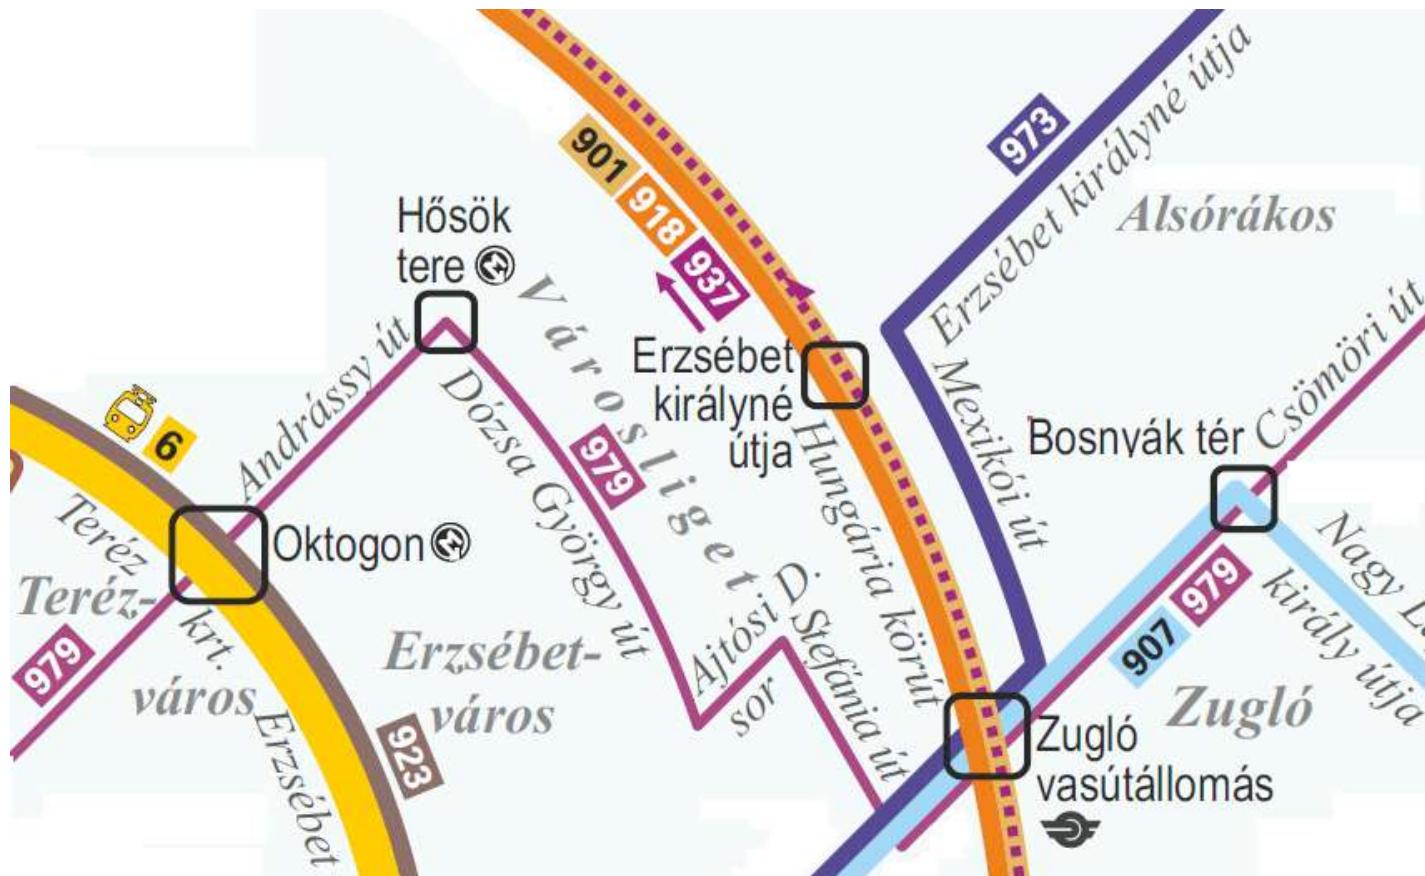 901
918
937
973
Erzsébet királyné útja
Alsórákos
Hősök
tere
Városliget
Erzsébet
királyné
útja
Andrássy út
Dózsa György út
979
6
Mexikói út
Hungária körút
Bosnyák tér
Csömöri út
Nagy
király útja
Oktogon
Teréz
krt.
Teréz-
város
979
Erzsébet-
város
923
Erzsébet
Ajtósi D.
sor
Stefánia út
907
979
Zugló
Zugló
vasútállomás